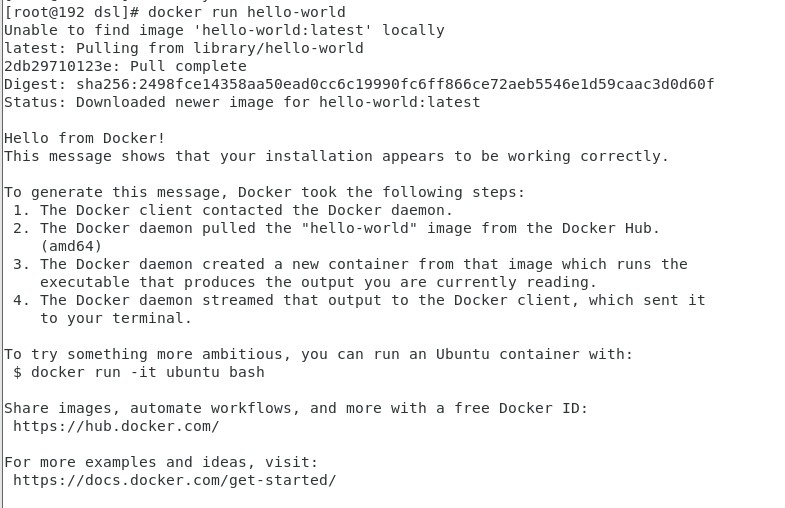 [root@192 dsl]# docker run hello-world
Unable to find image 'hello-world:latest' locally
latest: Pulling from library/hello-world
2db29710123e: Pull complete
Digest: sha256:2498fce14358aa50ead0cc6c19990fc6ff866ce72aeb5546e1d59caac3d0d60f
Status: Downloaded newer image for hello-world:latest

Hello from Docker!
This message shows that your installation appears to be working correctly.

To generate this message, Docker took the following steps:
 1. The Docker client contacted the Docker daemon.
 2. The Docker daemon pulled the "hello-world" image from the Docker Hub.
    (amd64)
 3. The Docker daemon created a new container from that image which runs the
    executable that produces the output you are currently reading.
 4. The Docker daemon streamed that output to the Docker client, which sent it
    to your terminal.

To try something more ambitious, you can run an Ubuntu container with:
 $ docker run -it ubuntu bash

Share images, automate workflows, and more with a free Docker ID:
 https://hub.docker.com/

For more examples and ideas, visit:
 https://docs.docker.com/get-started/